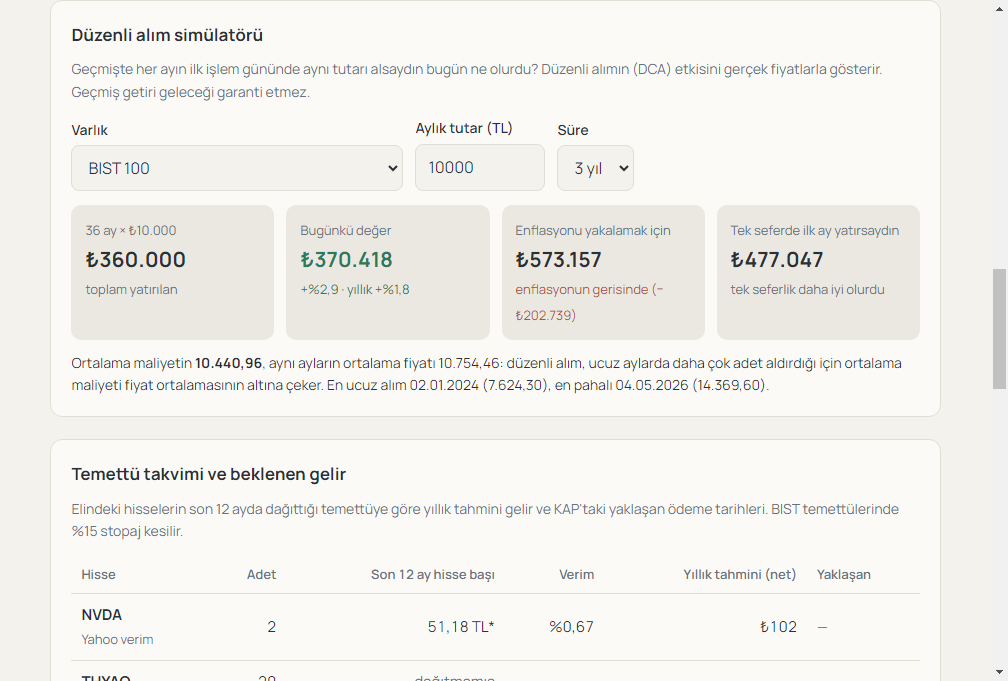 Düzenli alım simülatörü
Geçmişte her ayın ilk işlem gününde aynı tutarı alsaydın bugün ne olurdu? Düzenli alımın (DCA) etkisini gerçek fiyatlarla gösterir.
Geçmiş getiri geleceği garanti etmez.
Varlık
Aylık tutar (TL)
Süre
BIST 100
10000
3 yıl
36 ay × ₺10.000
₺360.000
toplam yatırılan
Bugünkü değer
₺370.418
+%2,9 · yıllık +%1,8
Enflasyonu yakalamak için
₺573.157
enflasyonun gerisinde (−
₺202.739)
Tek seferde ilk ay yatırsaydın
₺477.047
tek seferlik daha iyi olurdu
Ortalama maliyetin 10.440,96, aynı ayların ortalama fiyatı 10.754,46: düzenli alım, ucuz aylarda daha çok adet aldırdığı için ortalama
maliyeti fiyat ortalamasının altına çeker. En ucuz alım 02.01.2024 (7.624,30), en pahalı 04.05.2026 (14.369,60).
Temettü takvimi ve beklenen gelir
Elindeki hisselerin son 12 ayda dağıttığı temettüye göre yıllık tahmini gelir ve KAP'taki yaklaşan ödeme tarihleri. BIST temettülerinde
%15 stopaj kesilir.
Hisse Adet Son 12 ay hisse başı Verim Yıllık tahmini (net) Yaklaşan
NVDA
Yahoo verim
2 51,18 TL* %0,67 ₺102 —